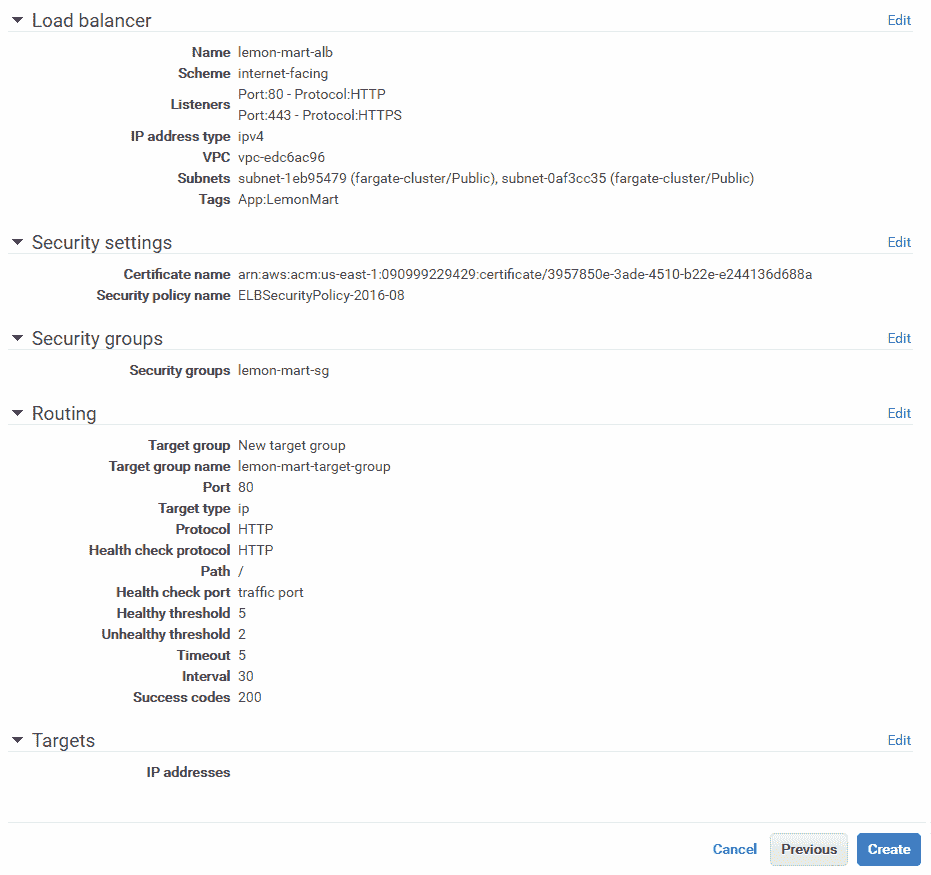 Load balancer Edit
Name lemon-mart-alb
Scheme internet-facing
Listeners Port:80 - Protocol:HTTP
Port:443 - Protocol:HTTPS
IP address type ipv4
VPC vpc-edc6ac96
Subnets subnet-1eb95479 (fargate-cluster/Public), subnet-0af3cc35 (fargate-cluster/Public)
Tags App:LemonMart
Security settings Edit
Certificate name arn:aws:acm:us-east-1:090999229429:certificate/3957850e-3ade-4510-b22e-e244136d688a
Security policy name ELBSecurityPolicy-2016-08
Security groups Edit
Security groups lemon-mart-sg
Routing Edit
Target group New target group
Target group name lemon-mart-target-group
Port 80
Target type ip
Protocol HTTP
Health check protocol HTTP
Path /
Health check port traffic port
Healthy threshold 5
Unhealthy threshold 2
Timeout 5
Interval 30
Success codes 200
Targets Edit
IP addresses
Cancel Previous Create